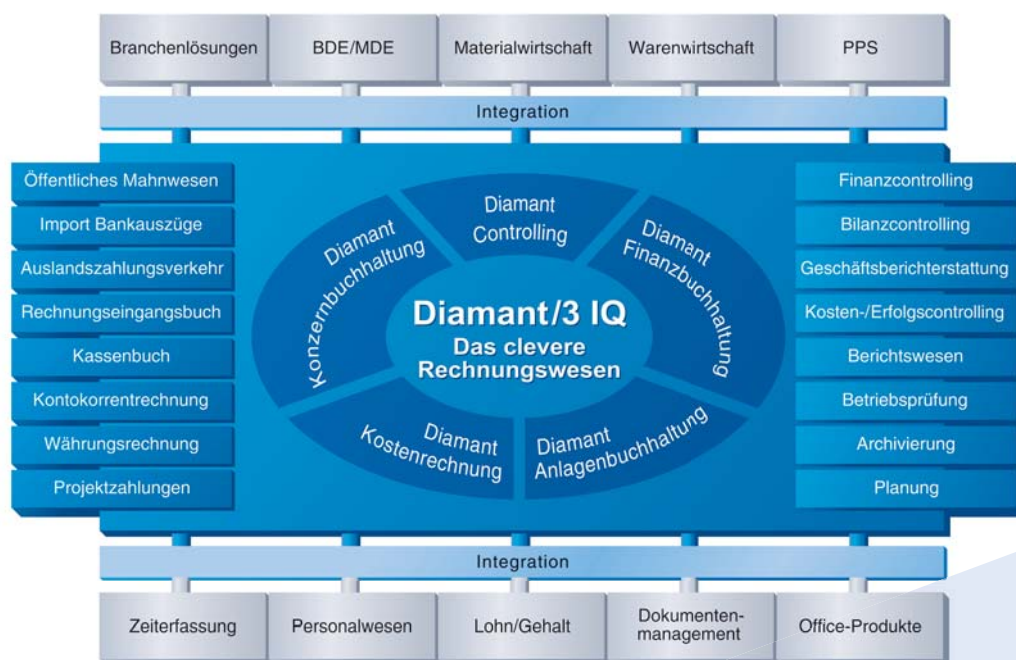 Branchenlösungen
BDE/MDE
Materialwirtschaft
Warenwirtschaft
PPS
Integration
Öffentliches Mahnwesen
Import Bankauszüge
Auslandszahlungsverkehr
Rechnungseingangsbuch
Kassenbuch
Kontokorrentrechnung
Währungsrechnung
Projektzahlungen
Diamant
Konzernbuchhaltung
Diamant
Controlling
Diamant
Finanzbuchhaltung
Diamant/3 IQ
Das clevere
Rechnungswesen
Diamant
Kostenrechnung
Diamant
Anlagenbuchhaltung
Finanzcontrolling
Bilanzcontrolling
Geschäftsberichterstattung
Kosten-/Erfolgscontrolling
Berichtswesen
Betriebsprüfung
Archivierung
Planung
Integration
Zeiterfassung
Personalwesen
Lohn/Gehalt
Dokumenten-
management
Office-Produkte